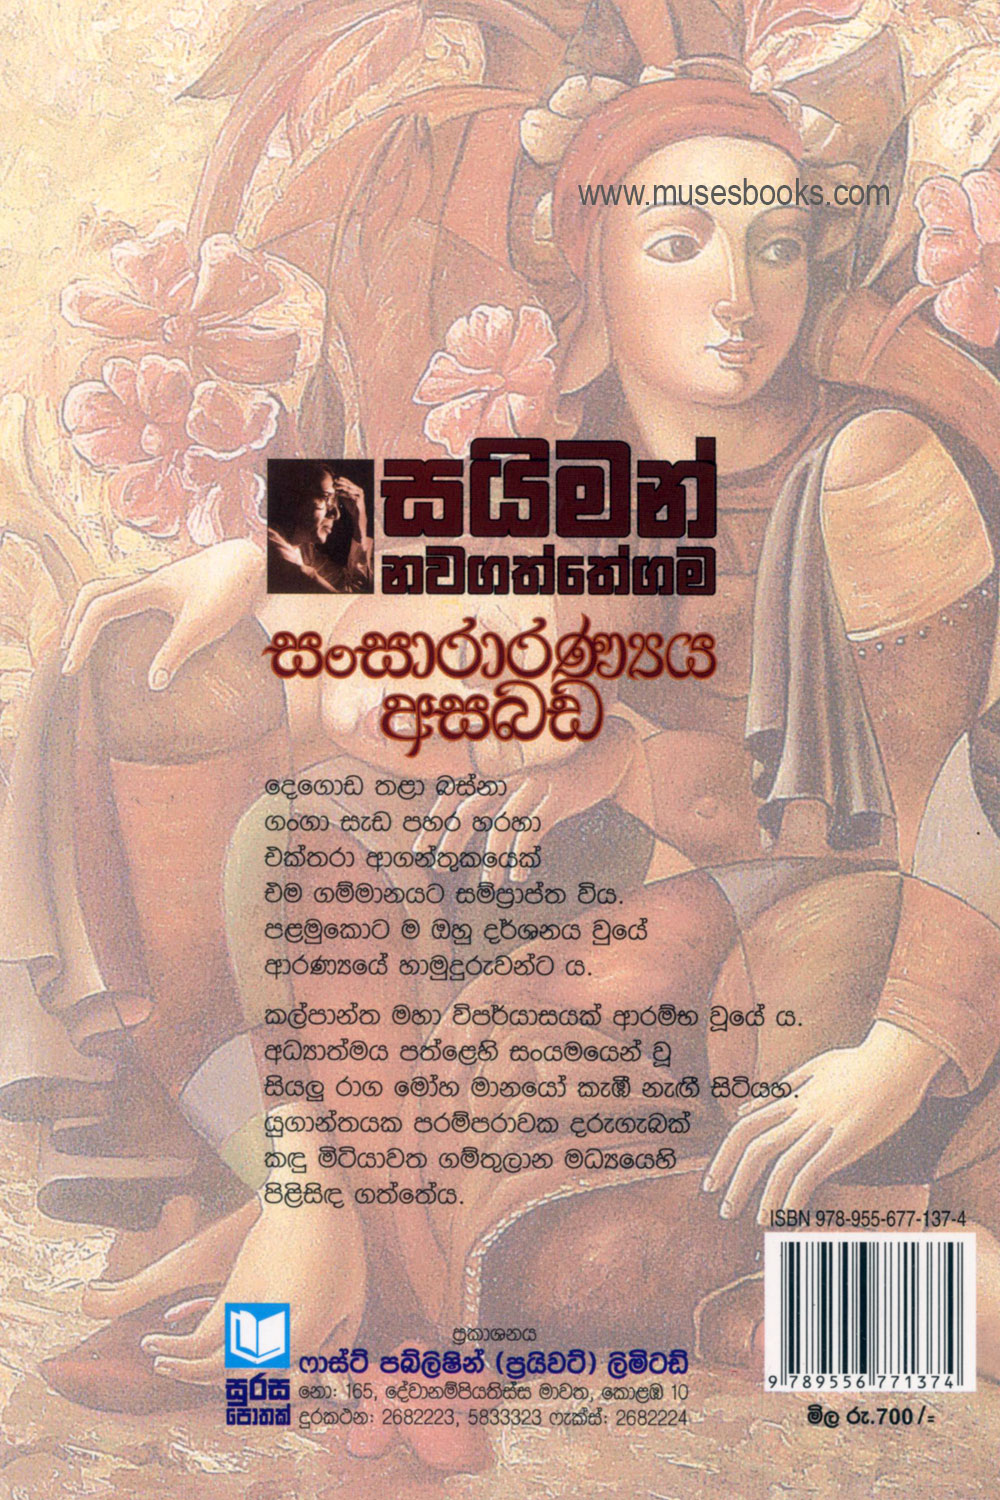 www.musesbooks.com
සයිමන්
නවගත්තේගම
සංසාරාරණ්‍යය
අසබඩ
දෙගොඩ තළා බස්නා
ගංගා සැඩ පහර හරහා
එක්තරා ආගන්තුකයෙක්
එම ගම්මානයට සම්ප්‍රාප්ත විය.
පළමුකොට ම ඔහු දර්ශනය වුයේ
ආරණ්‍යයේ හාමුදුරුවන්ට ය.
කල්පාන්ත මහා විපර්යාසයක් ආරම්භ වූයේ ය.
අධ්‍යාත්මය පත්ළෙහි සංයමයෙන් වූ
සියලු රාග මෝහ මානයෝ කැඹී නැඟී සිටියහ.
යුගාන්තයක පරම්පරාවක දරුගැබක්
කඳු මිටියාවත ගම්තුලාන මධ්‍යයෙහි
පිළිසිඳ ගත්තේය.
ISBN 978-955-677-137-4
9 789556 771374
මිල රු.700/=
ප්‍රකාශනය
ෆාස්ට් පබ්ලිෂින් (ප්‍රයිවට්) ලිමිටඩ්
නො: 165, දේවානම්පියතිස්ස මාවත, කොළඹ 10
දුරකථන: 2682223, 5833323 ෆැක්ස්: 2682224
සුරස
පොතක්